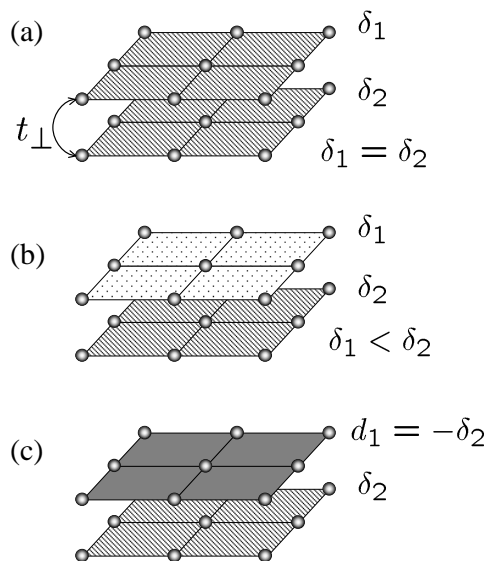 (a)
δ1
δ2
t⊥
δ1 = δ2
(b)
δ1
δ2
δ1 < δ2
(c)
d1 = −δ2
δ2